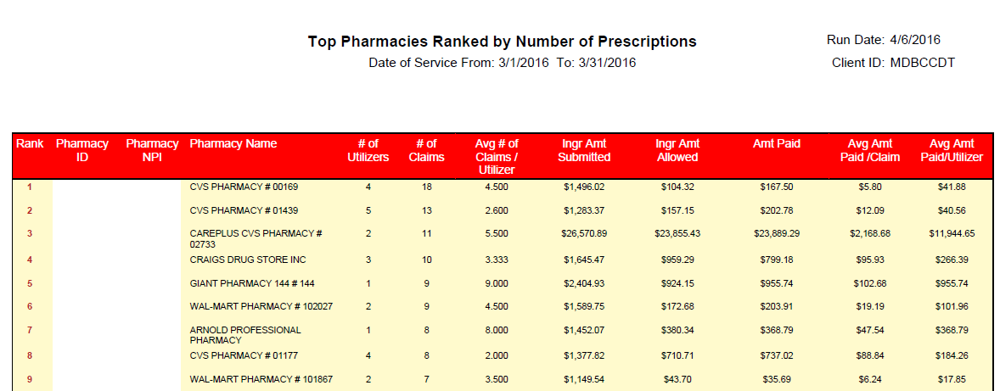 Top Pharmacies Ranked by Number of Prescriptions
Run Date: 4/6/2016
Date of Service From: 3/1/2016 To: 3/31/2016
Client ID: MDBCCDT
Rank Pharmacy ID Pharmacy NPI Pharmacy Name # of Utilizers # of Claims Avg # of Claims / Utilizer Ingr Amt Submitted Ingr Amt Allowed Amt Paid Avg Amt Paid /Claim Avg Amt Paid/Utilizer
1 CVS PHARMACY # 00169 4 18 4.500 $1,496.02 $104.32 $167.50 $5.80 $41.88
2 CVS PHARMACY # 01439 5 13 2.600 $1,283.37 $157.15 $202.78 $12.09 $40.56
3 CAREPLUS CVS PHARMACY # 02733 2 11 5.500 $26,570.89 $23,855.43 $23,889.29 $2,168.68 $11,944.65
4 CRAIGS DRUG STORE INC 3 10 3.333 $1,645.47 $959.29 $799.18 $95.93 $266.39
5 GIANT PHARMACY 144 # 144 1 9 9.000 $2,404.93 $924.15 $955.74 $102.68 $955.74
6 WAL-MART PHARMACY # 102027 2 9 4.500 $1,589.75 $172.68 $203.91 $19.19 $101.96
7 ARNOLD PROFESSIONAL PHARMACY 1 8 8.000 $1,452.07 $380.34 $368.79 $47.54 $368.79
8 CVS PHARMACY # 01177 4 8 2.000 $1,377.82 $710.71 $737.02 $88.84 $184.26
9 WAL-MART PHARMACY # 101867 2 7 3.500 $1,149.54 $43.70 $35.69 $6.24 $17.85